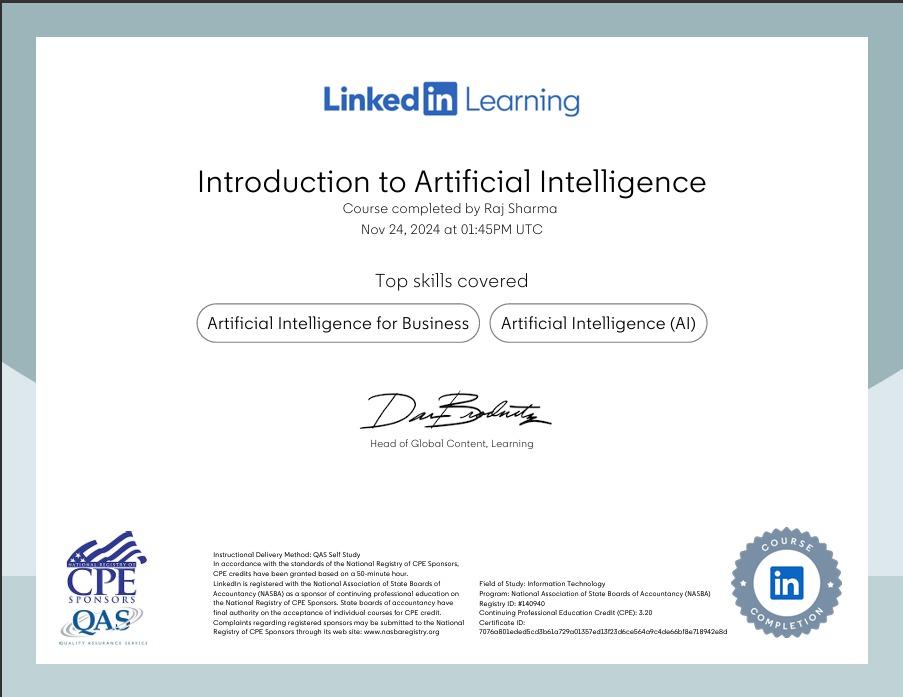 Linked in Learning
Introduction to Artificial Intelligence
Course completed by Raj Sharma
Nov 24, 2024 at 01:45PM UTC
Top skills covered
Artificial Intelligence for Business
Artificial Intelligence (AI)
Head of Global Content, Learning
NATIONAL REGISTRY OF
CPE
SPONSORS
QAS
QUALITY ASSURANCE SERVICE
Instructional Delivery Method: QAS Self Study
In accordance with the standards of the National Registry of CPE Sponsors,
CPE credits have been granted based on a 50-minute hour.
LinkedIn is registered with the National Association of State Boards of
Accountancy (NASBA) as a sponsor of continuing professional education on
the National Registry of CPE Sponsors. State boards of accountancy have
final authority on the acceptance of individual courses for CPE credit.
Complaints regarding registered sponsors may be submitted to the National
Registry of CPE Sponsors through its web site: www.nasbaregistry.org
Field of Study: Information Technology
Program: National Association of State Boards of Accountancy (NASBA)
Registry ID: #140940
Continuing Professional Education Credit (CPE): 3.20
Certificate ID:
7076a801eded5cd3b61a729a01357ed13f23d6ce564a9c4de66bf8e718942e8d
COURSE
in
COMPLETION